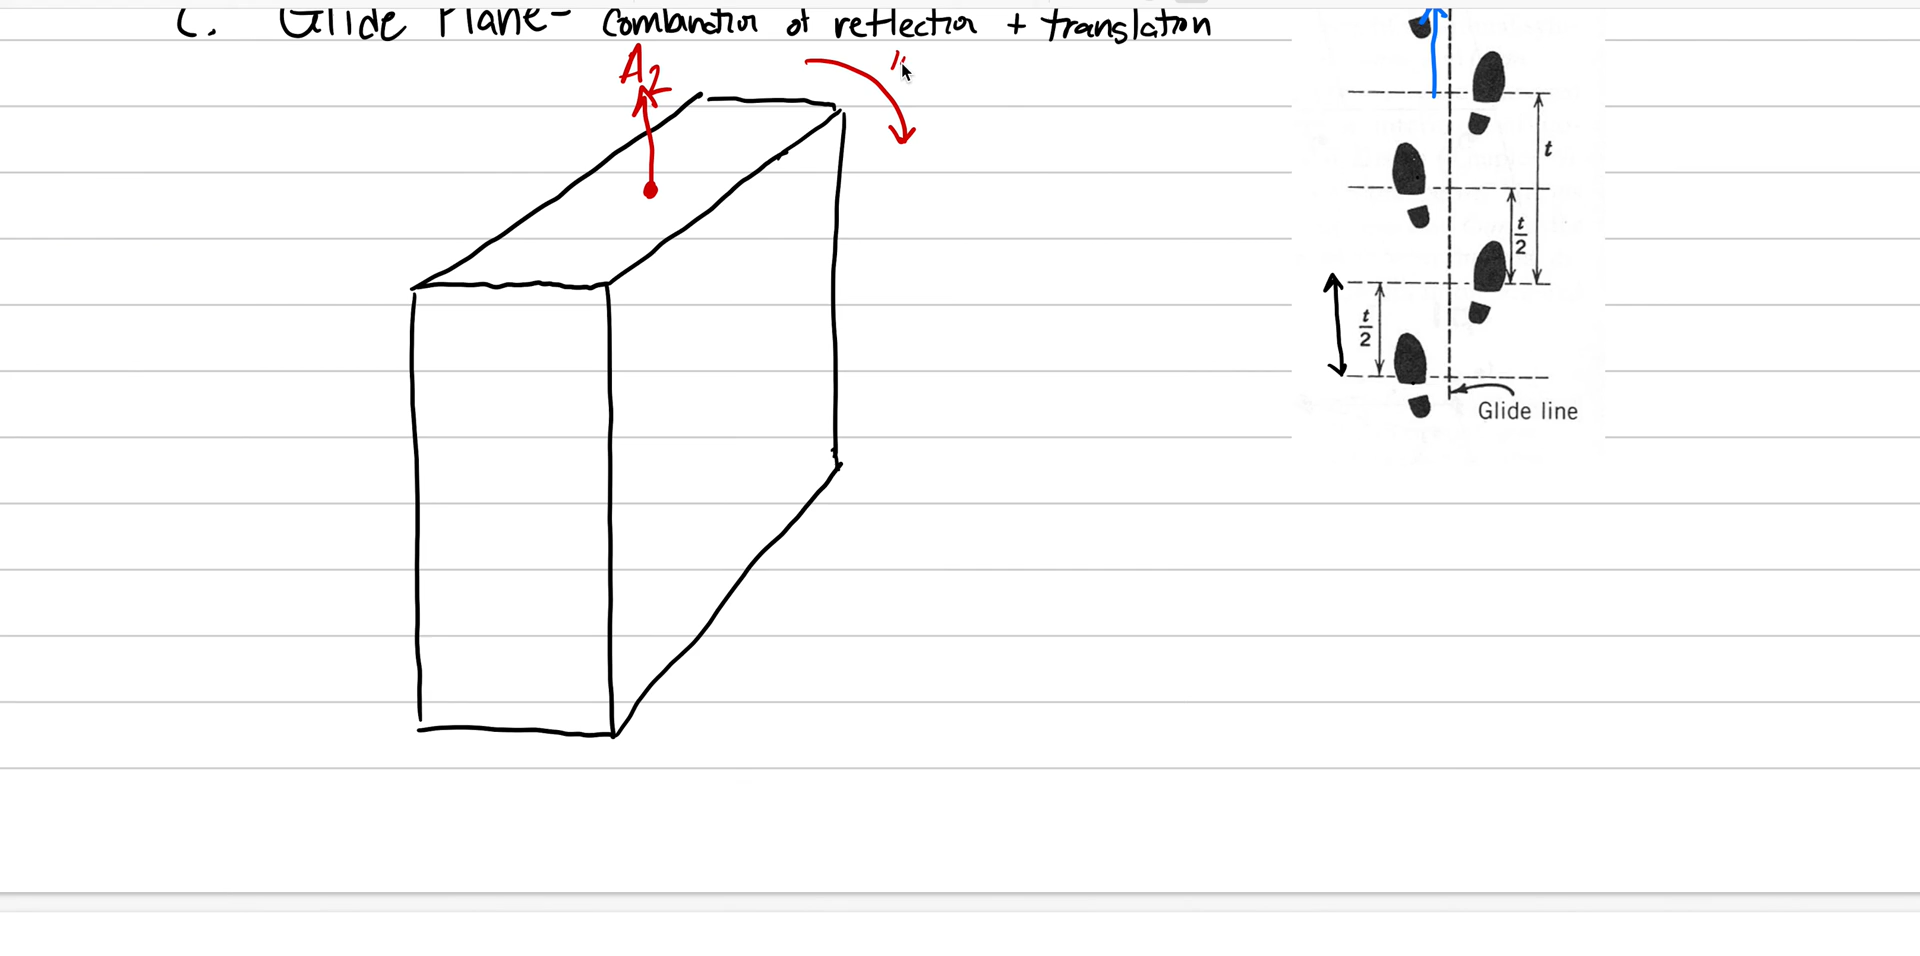 C. Glide Plane- Combination of reflection + translation
A2
t
t
2
t
2
Glide line